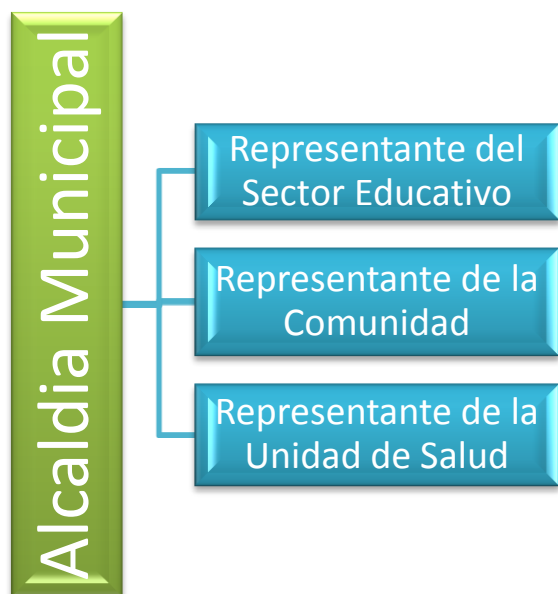 Alcaldia Municipal
Representante del
Sector Educativo
Representante de la
Comunidad
Representante de la
Unidad de Salud